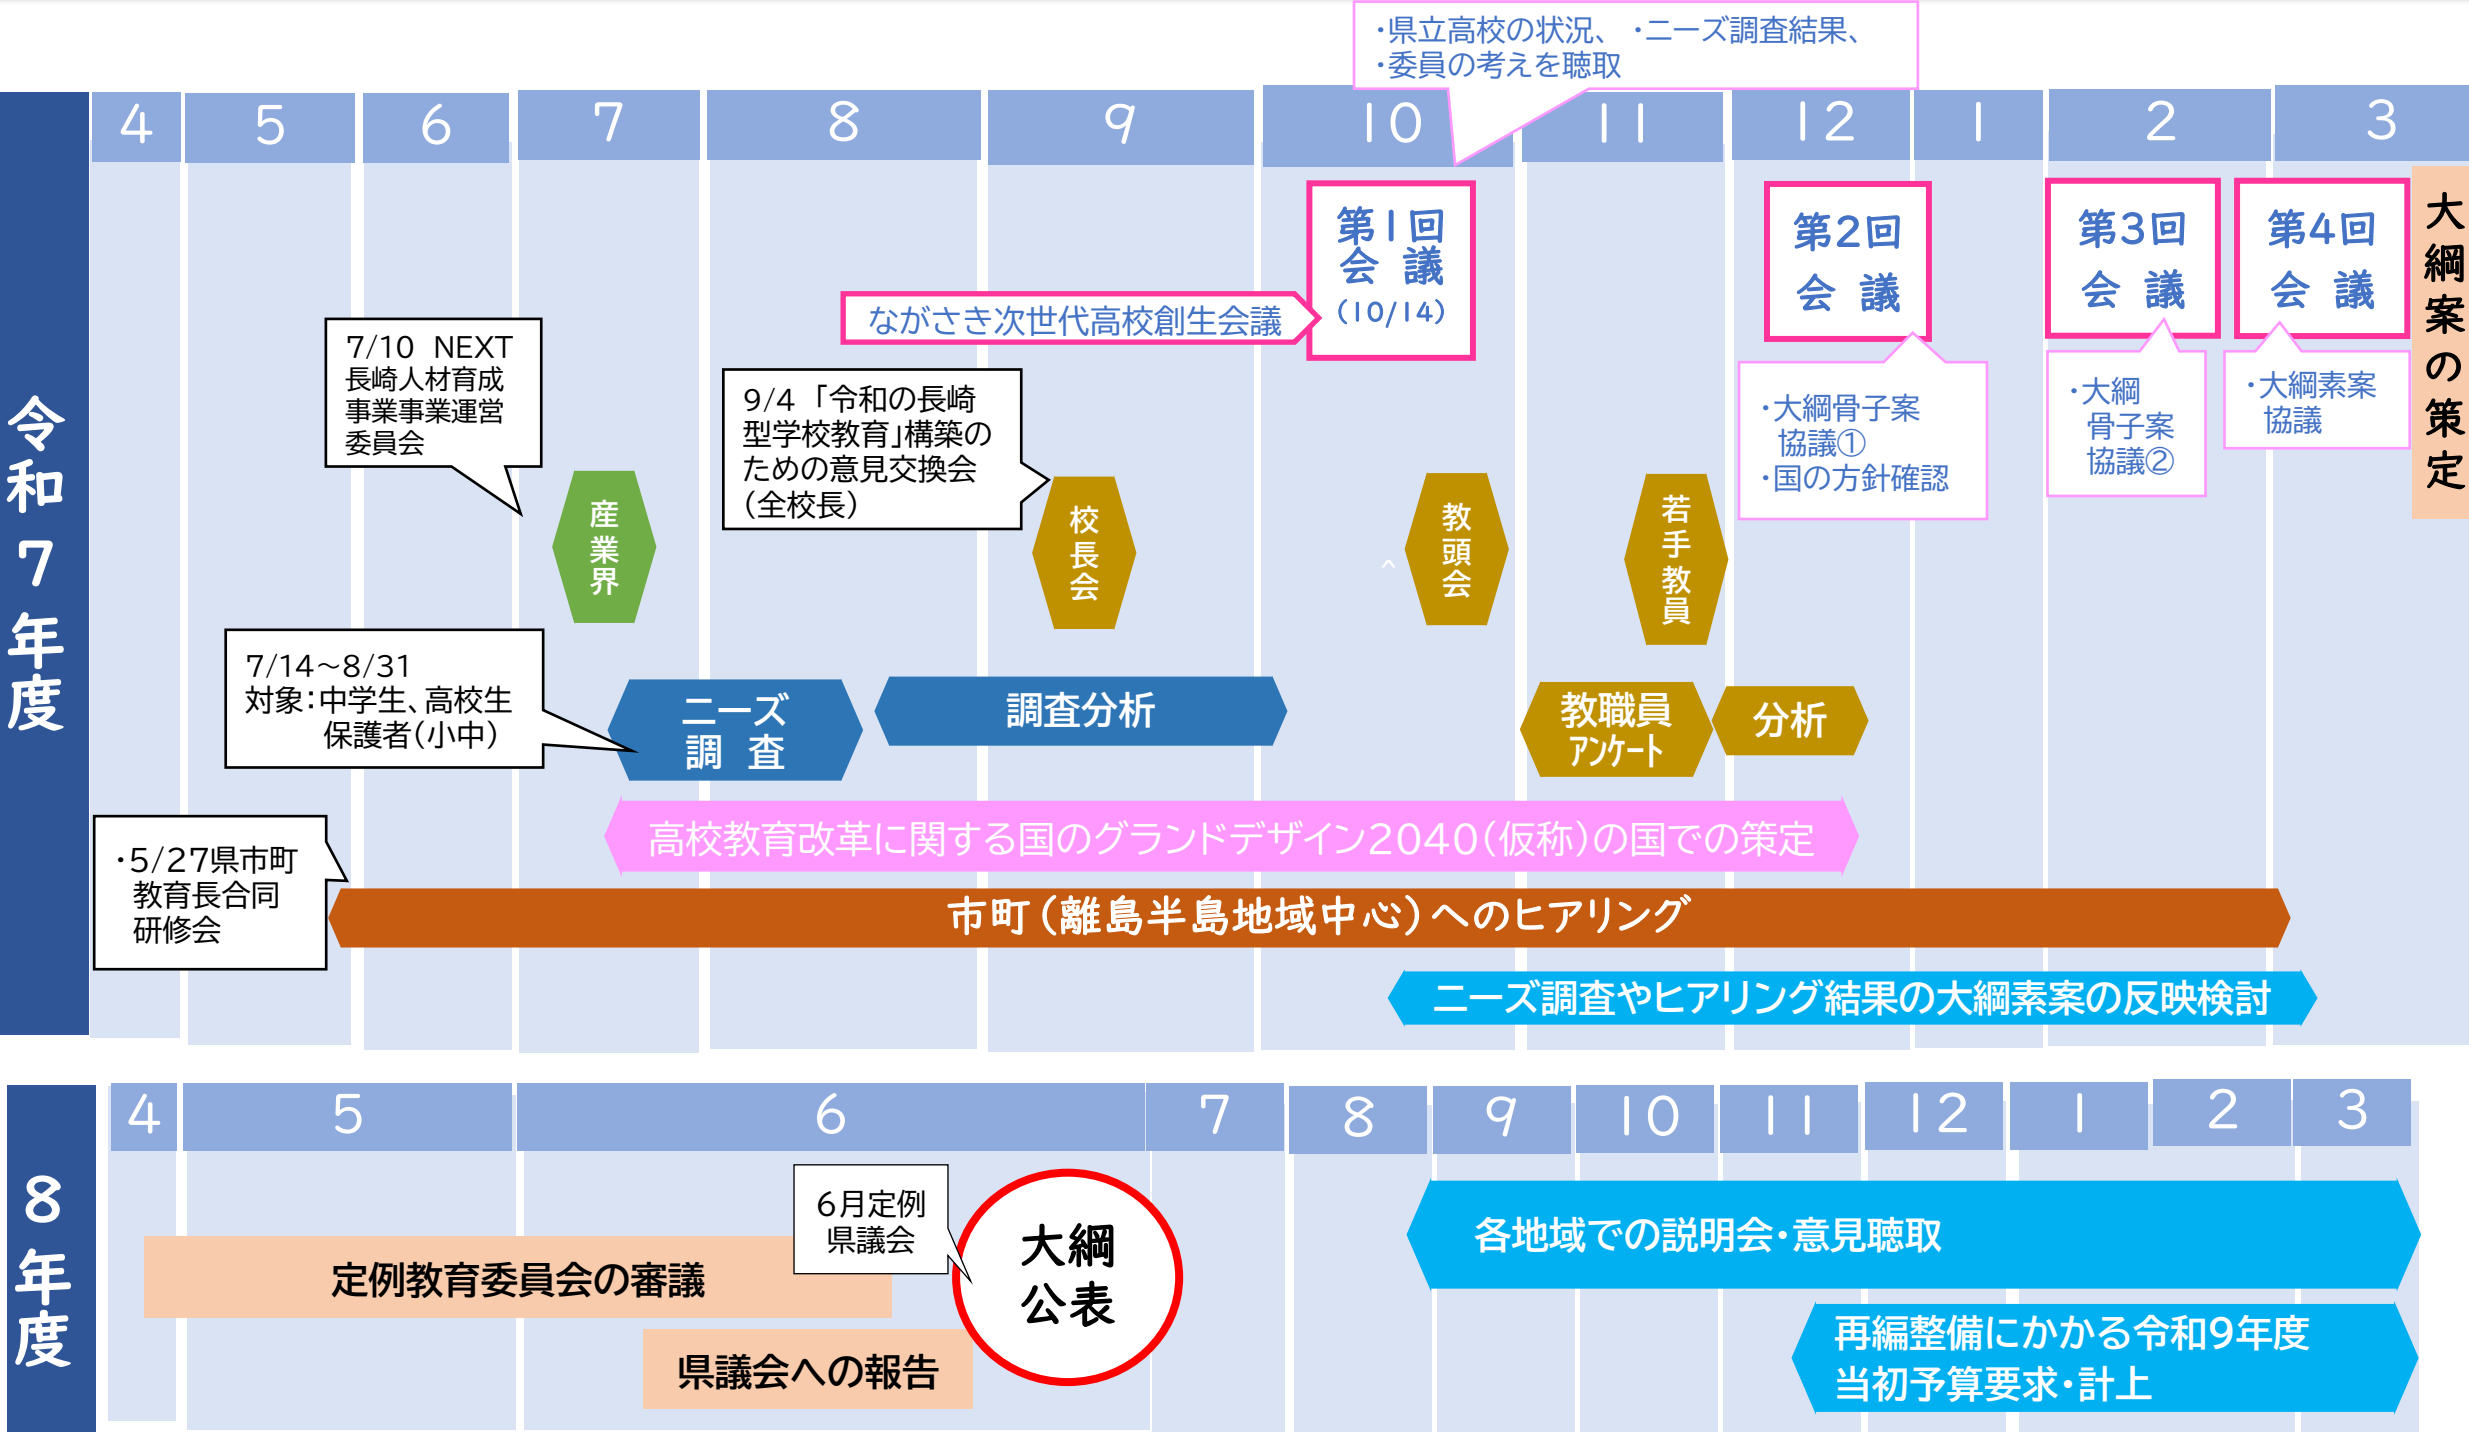 ・県立高校の状況、・ニーズ調査結果、
・委員の考えを聴取
令和7年度
4 5 6 7 8 9 10 11 12 1 2 3
第1回
会 議
(10/14)
第2回
会 議
第3回
会 議
第4回
会 議
大綱案の策定
ながさき次世代高校創生会議
7/10 NEXT
長崎人材育成
事業事業運営
委員会
9/4 「令和の長崎
型学校教育」構築の
ための意見交換会
(全校長)
・大綱骨子案
協議①
・国の方針確認
・大綱
骨子案
協議②
・大綱素案
協議
産業界
校長会
^
教頭会
若手教員
7/14～8/31
対象:中学生、高校生
保護者(小中)
ニーズ
調 査
調査分析
教職員
アンケート
分析
高校教育改革に関する国のグランドデザイン2040(仮称)の国での策定
・5/27県市町
教育長合同
研修会
市町(離島半島地域中心)へのヒアリング
ニーズ調査やヒアリング結果の大綱素案の反映検討
8年度
4 5 6 7 8 9 10 11 12 1 2 3
6月定例
県議会
大綱
公表
定例教育委員会の審議
県議会への報告
各地域での説明会・意見聴取
再編整備にかかる令和9年度
当初予算要求・計上